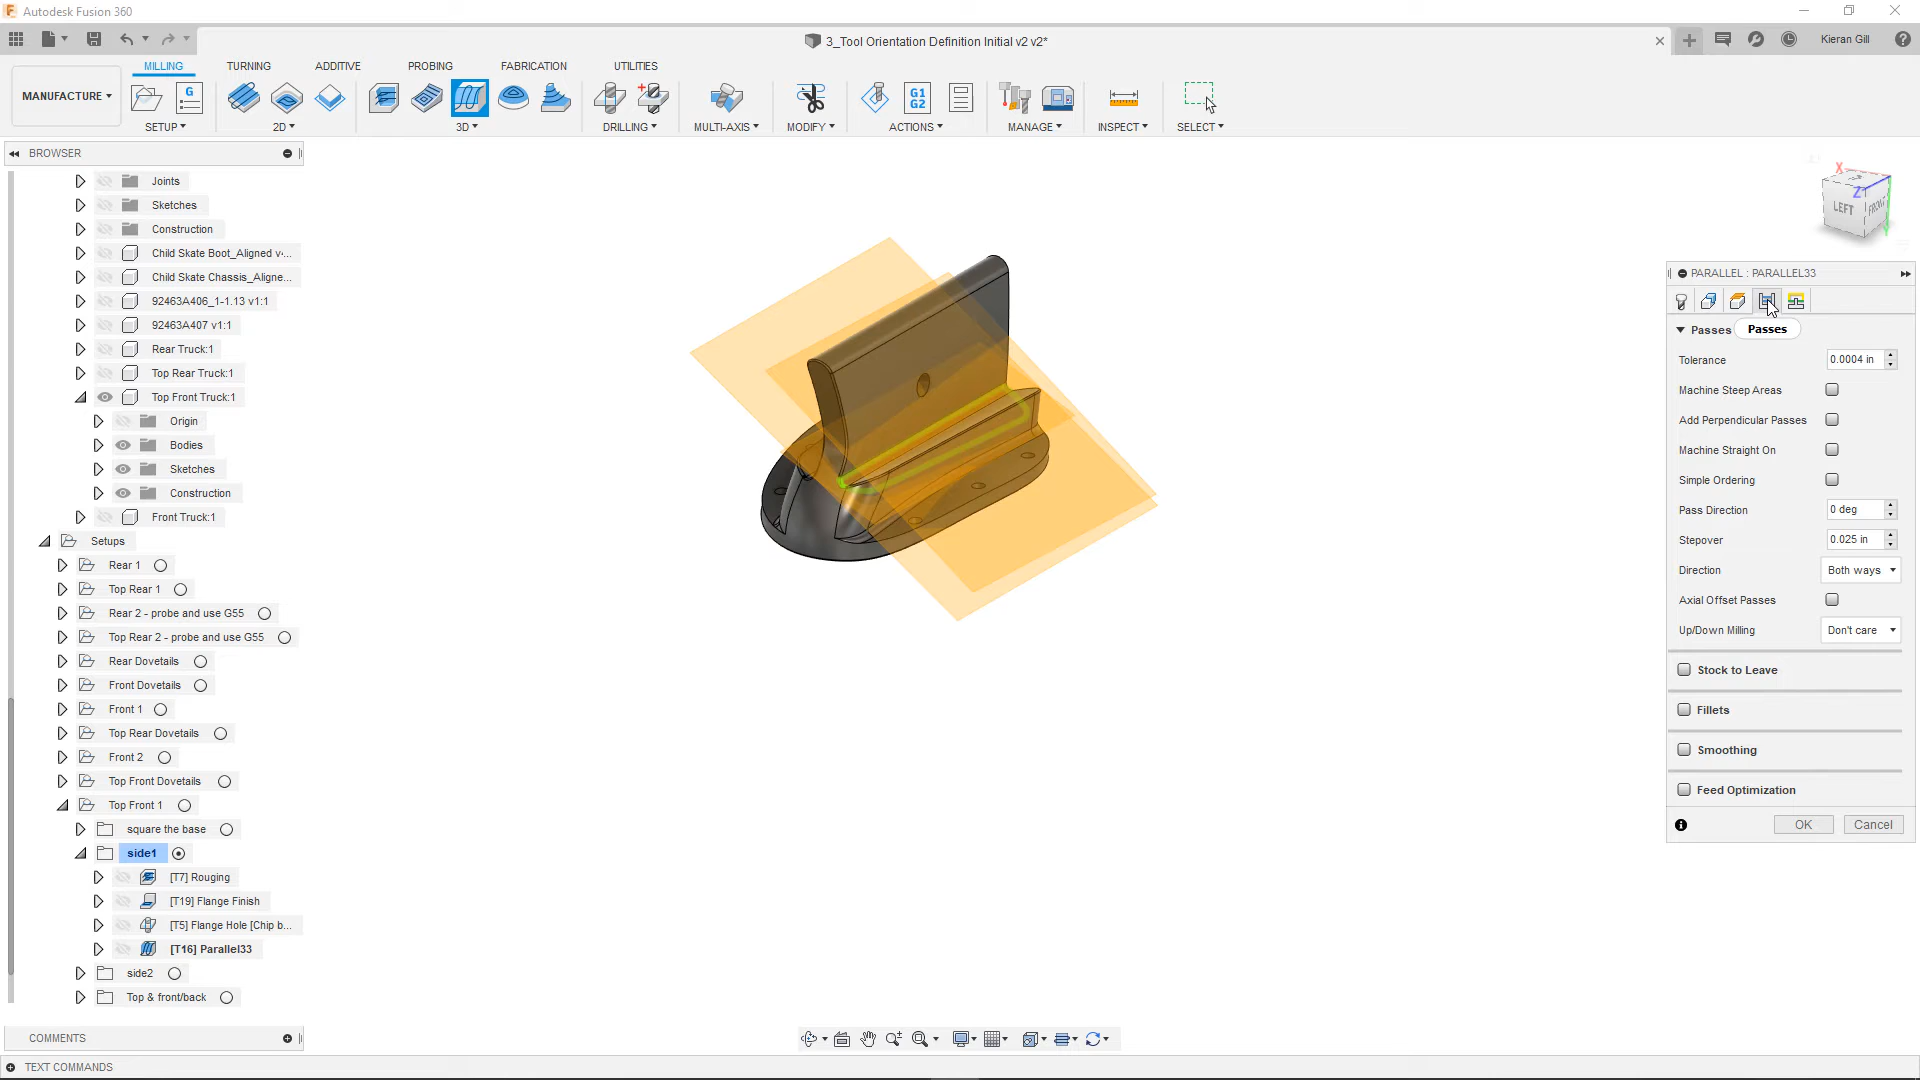 Autodesk Fusion 360
3_Tool Orientation Definition Initial v2 v2*
Kieran Gill
MILLING
TURNING
ADDITIVE
PROBING
FABRICATION
UTILITIES
MANUFACTURE
G
G1
G2
SETUP
2D
3D
DRILLING
MULTI-AXIS
MODIFY
ACTIONS
MANAGE
INSPECT
SELECT
BROWSER
Joints
Sketches
Construction
Child Skate Boot_Aligned v-...
Child Skate Chassis_Aligne...
92463A406_1-1.13 v1:1
92463A407 v1:1
Rear Truck:1
Top Rear Truck:1
Top Front Truck:1
Origin
Bodies
Sketches
Construction
Front Truck:1
Setups
Rear 1
Top Rear 1
Rear 2 - probe and use G55
Top Rear 2 - probe and use G55
Rear Dovetails
Front Dovetails
Front 1
Top Rear Dovetails
Front 2
Top Front Dovetails
Top Front 1
square the base
side1
[T7] Rouging
[T19] Flange Finish
[T5] Flange Hole [Chip b...
[T16] Parallel33
side2
Top & front/back
COMMENTS
TEXT COMMANDS
X
Z
Y
LEFT
FRONT
PARALLEL : PARALLEL33
Passes
Passes
Tolerance 0.0004 in
Machine Steep Areas
Add Perpendicular Passes
Machine Straight On
Simple Ordering
Pass Direction 0 deg
Stepover 0.025 in
Direction Both ways
Axial Offset Passes
Up/Down Milling Don't care
Stock to Leave
Fillets
Smoothing
Feed Optimization
OK
Cancel